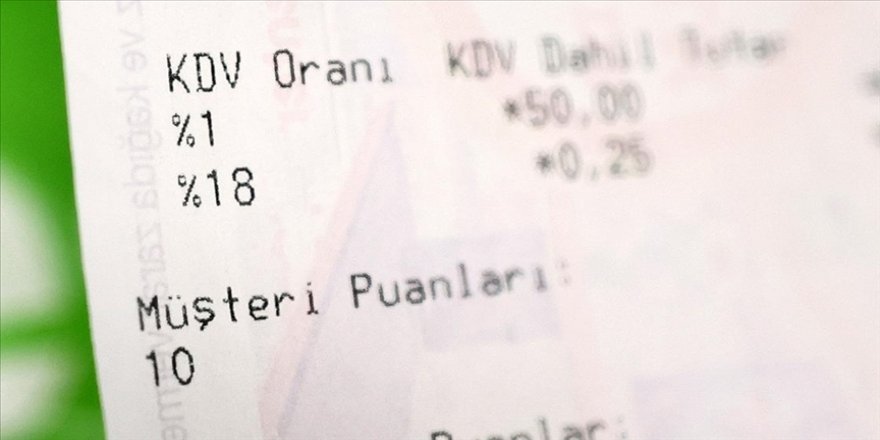 KDV Oranı KDV Dahil Tutar
%1 *50,00
%18 *0,25
Müşteri Puanları:
10